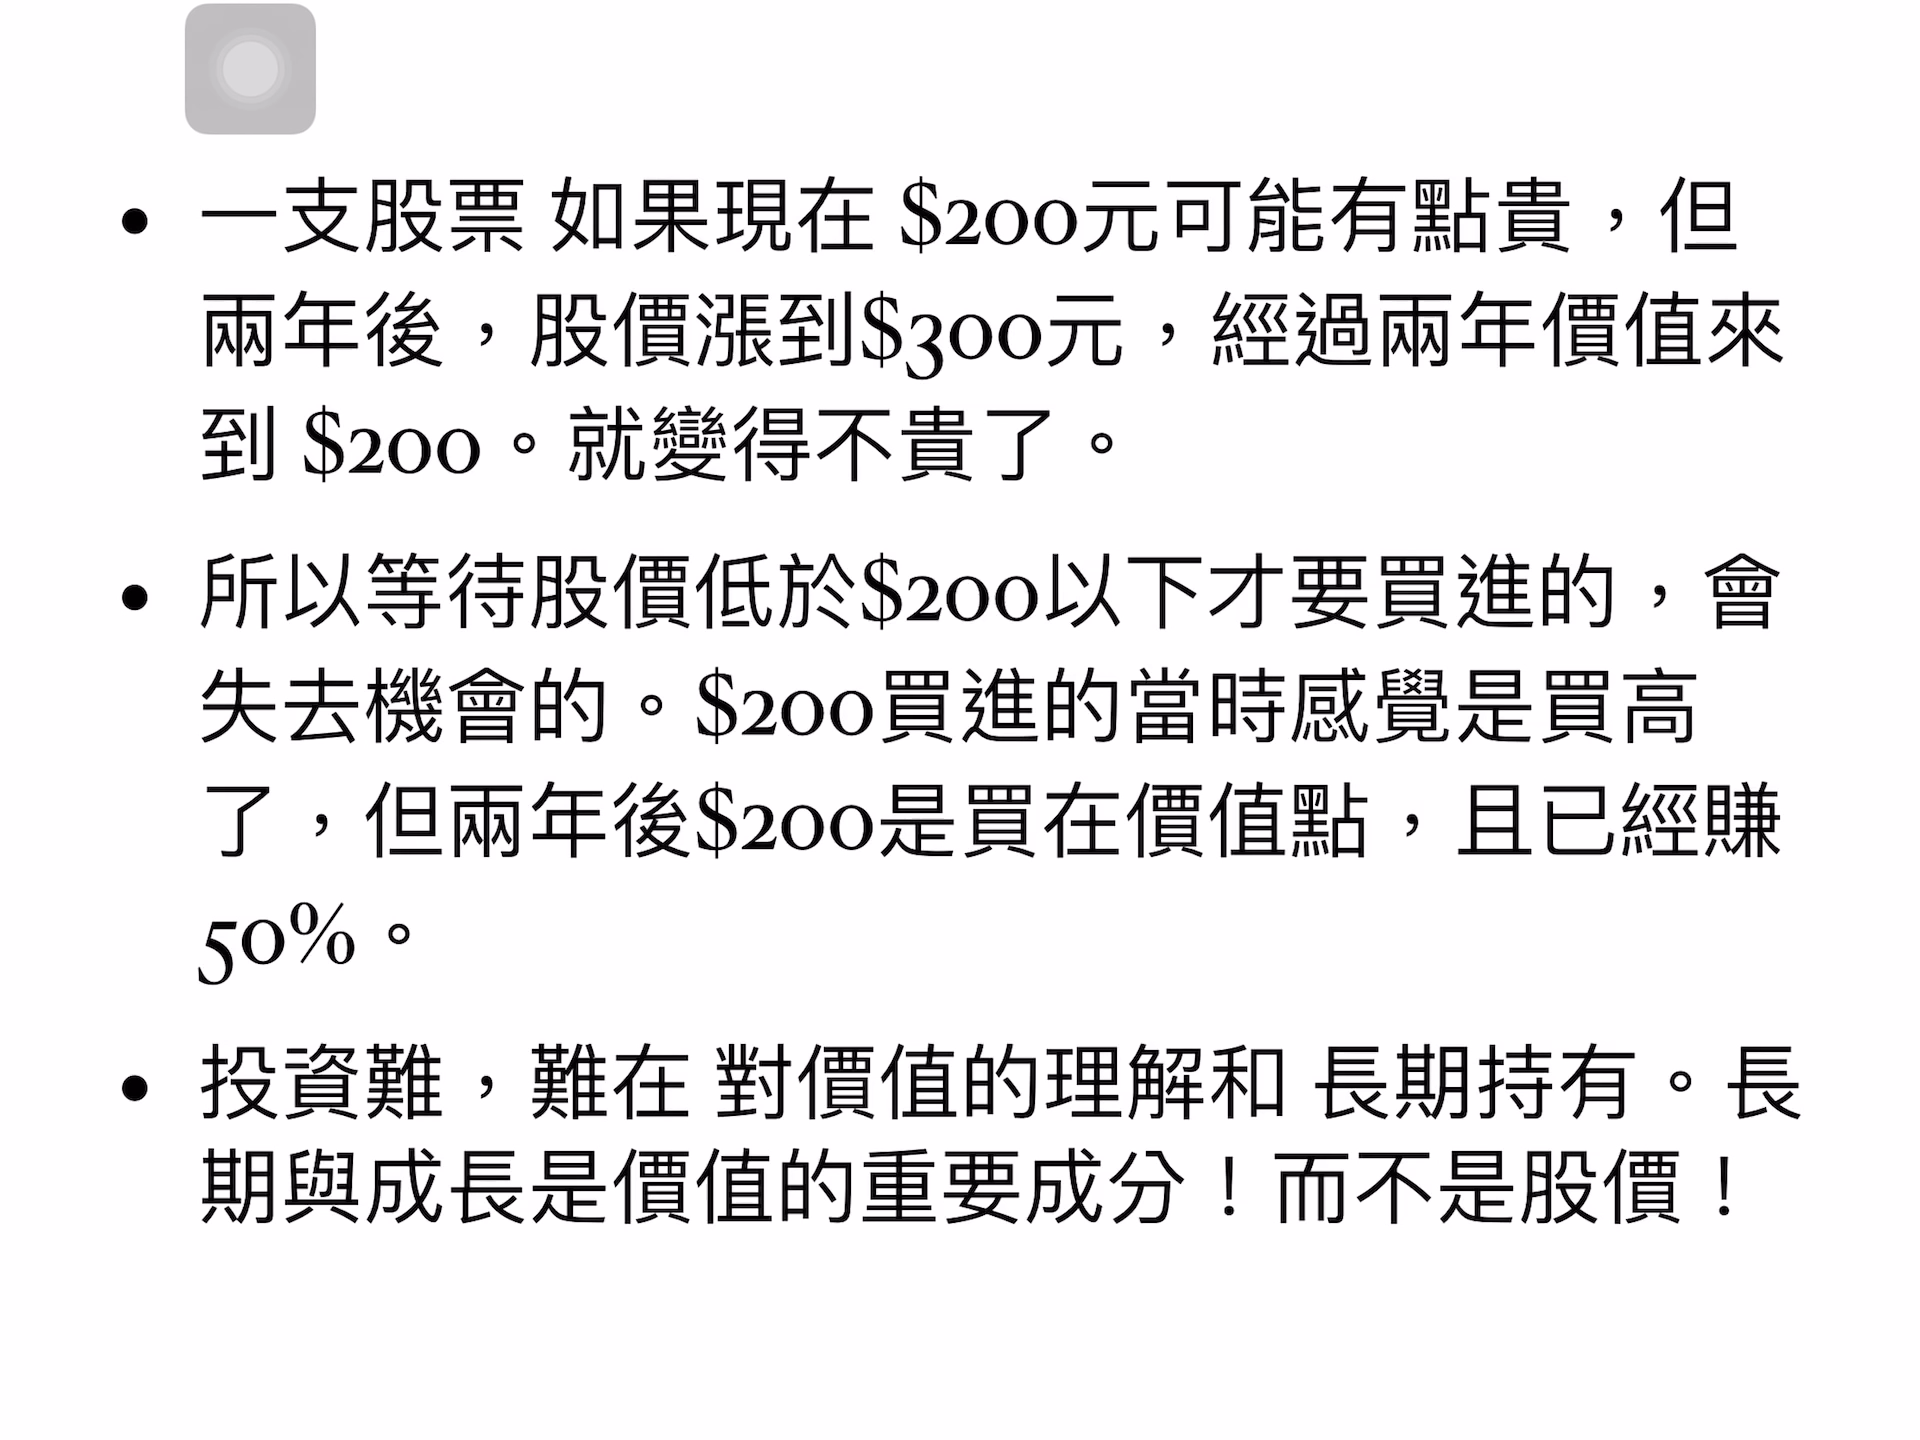 • 一支股票 如果現在 $200元可能有點貴，但
兩年後，股價漲到$300元，經過兩年價值來
到 $200。就變得不貴了。
• 所以等待股價低於$200以下才要買進的，會
失去機會的。$200買進的當時感覺是買高
了，但兩年後$200是買在價值點，且已經賺
50%。
• 投資難，難在 對價值的理解和 長期持有。長
期與成長是價值的重要成分！而不是股價！